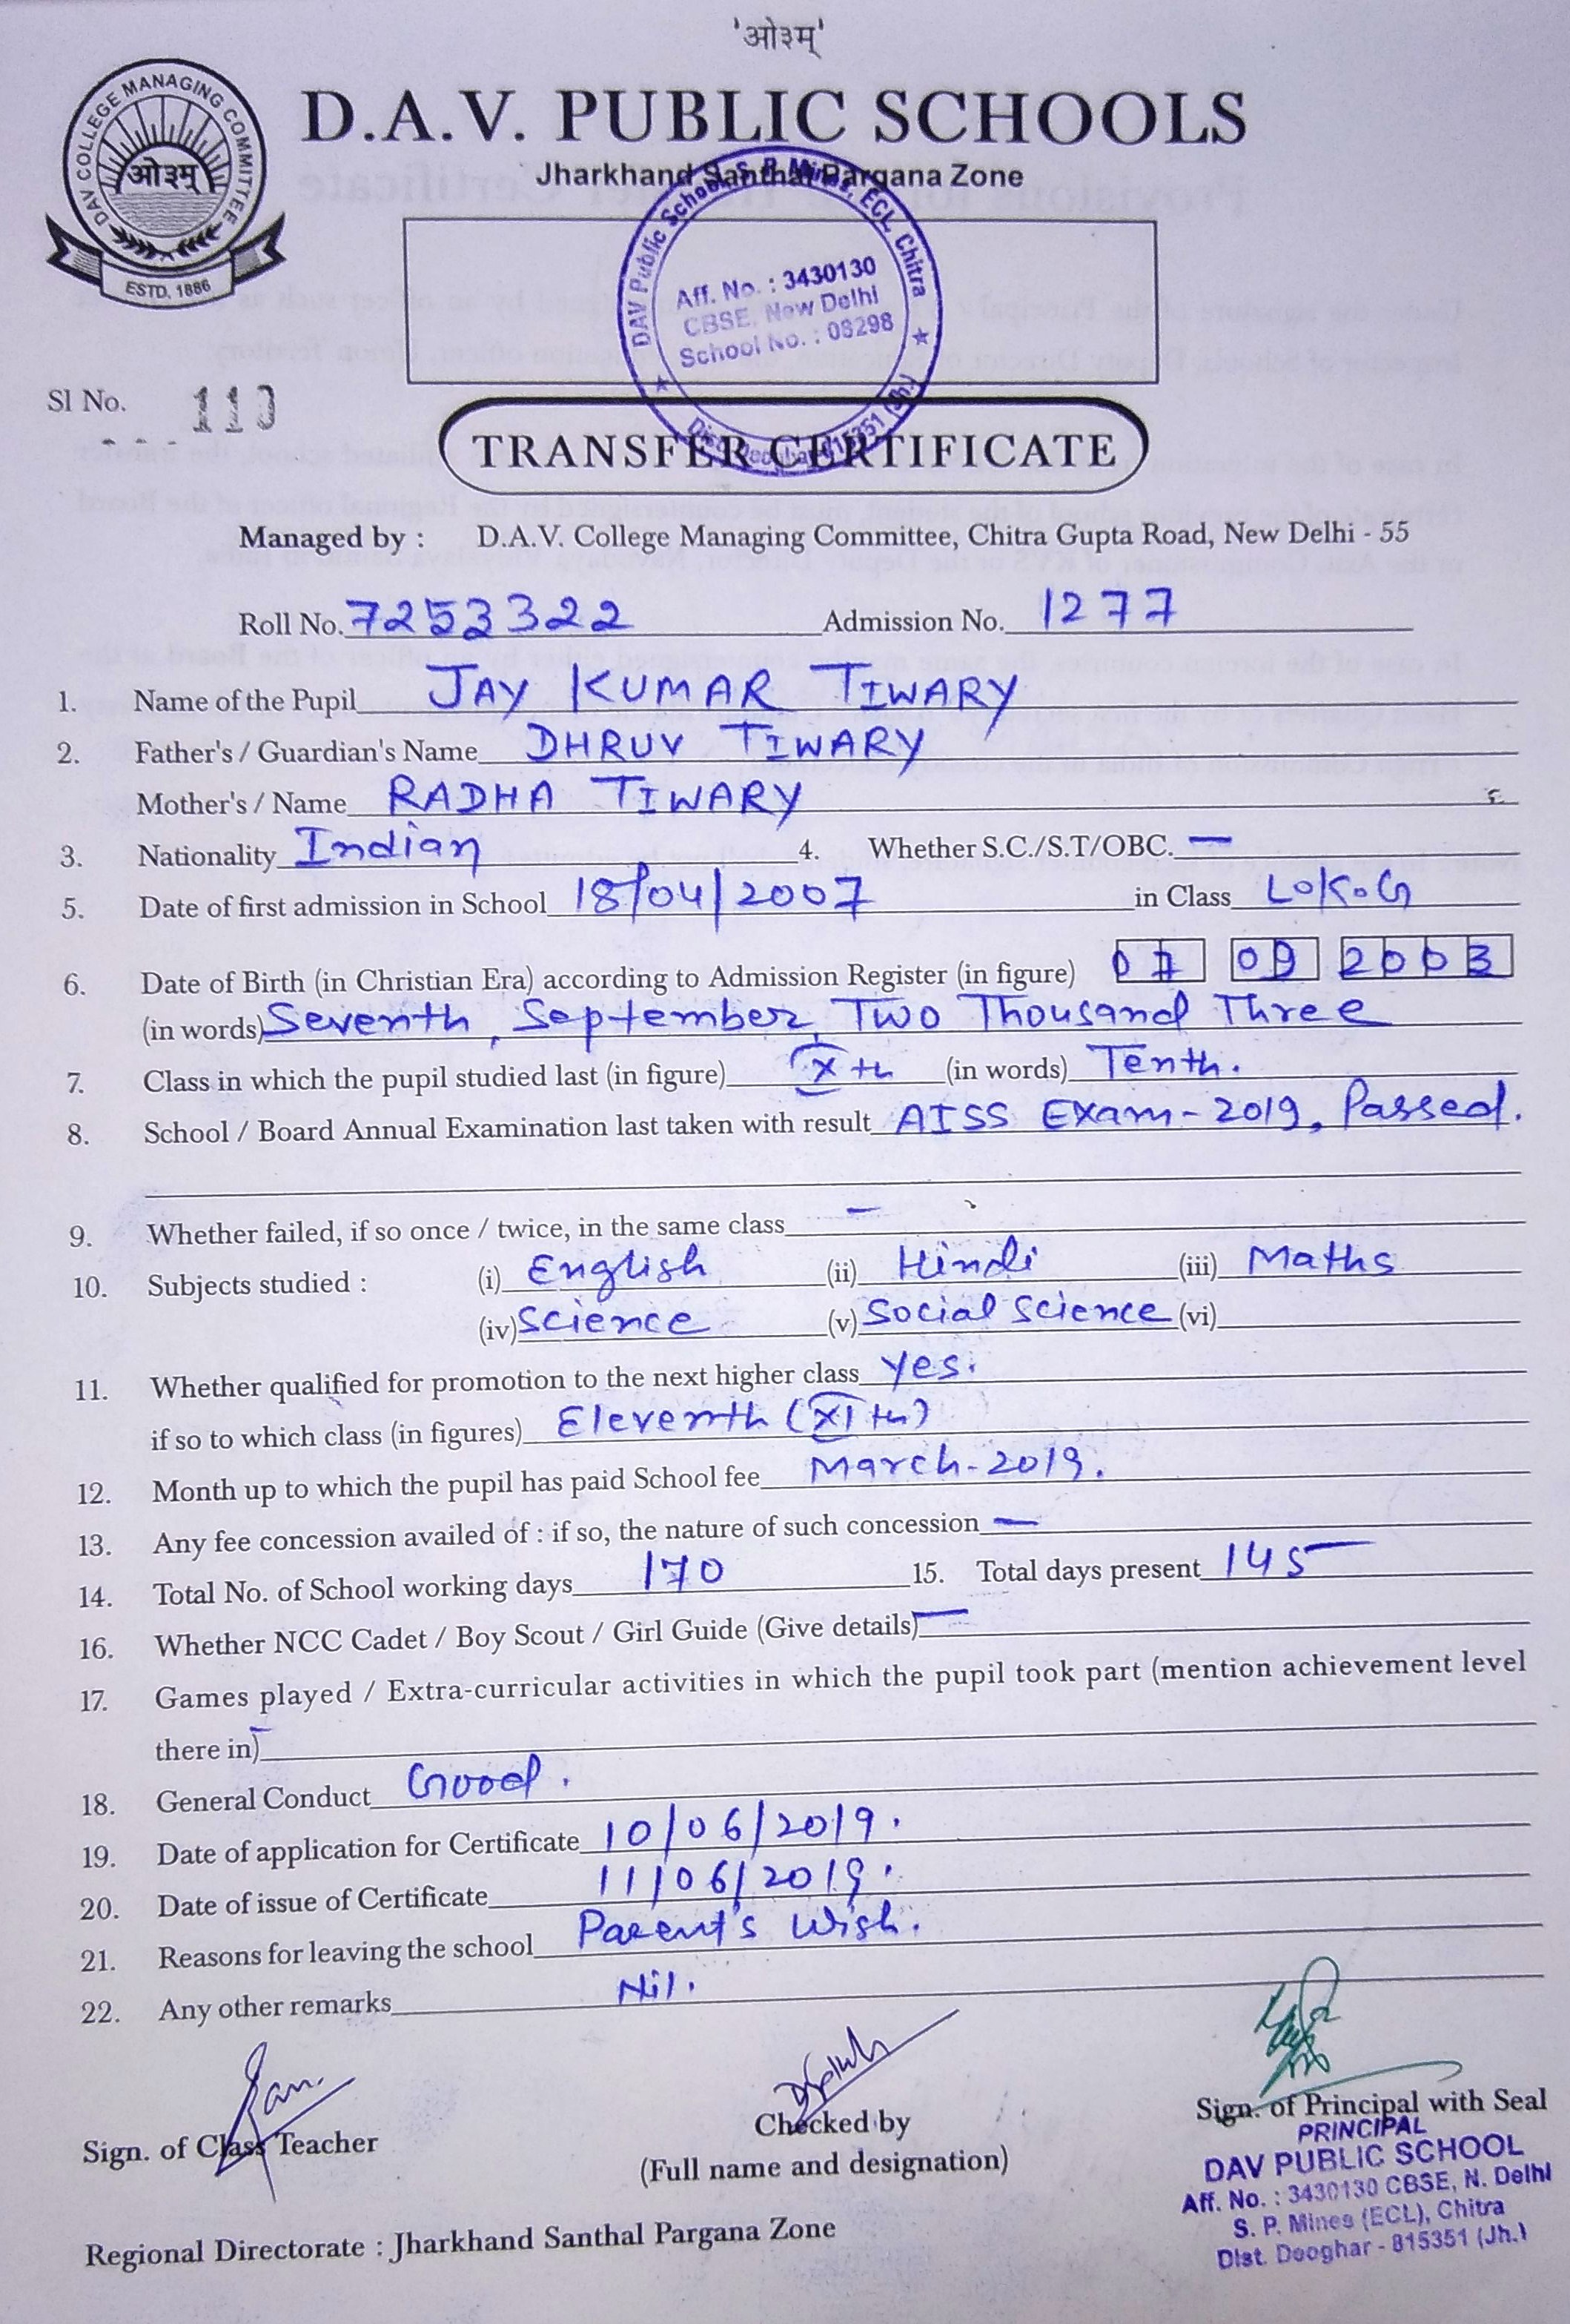 'ओ३म्'
DAV COLLEGE MANAGING COMMITTEE
ओ३म्
ESTD. 1886
D.A.V. PUBLIC SCHOOLS
Jharkhand Santhal Pargana Zone
DAV Public School, S. P. Mines, ECL, Chitra
Aff. No. : 3430130
CBSE, New Delhi
School No. : 08298
Dist. Deoghar 815351 (Jh.)
Sl No. 110
TRANSFER CERTIFICATE
Managed by : D.A.V. College Managing Committee, Chitra Gupta Road, New Delhi - 55
Roll No. 7253322 Admission No. 1277
1. Name of the Pupil JAY KUMAR TIWARY
2. Father's / Guardian's Name DHRUV TIWARY
Mother's / Name RADHA TIWARY
3. Nationality Indian 4. Whether S.C./S.T/OBC. —
5. Date of first admission in School 18/04/2007 in Class L.K.G
6. Date of Birth (in Christian Era) according to Admission Register (in figure) 07 09 2003
(in words) Seventh, September, Two Thousand Three
7. Class in which the pupil studied last (in figure) Xth (in words) Tenth.
8. School / Board Annual Examination last taken with result AISS Exam-2019, Passed.
9. Whether failed, if so once / twice, in the same class —
10. Subjects studied : (i) English (ii) Hindi (iii) Maths
(iv) Science (v) Social Science (vi)
11. Whether qualified for promotion to the next higher class yes.
if so to which class (in figures) Eleventh (XIth)
12. Month up to which the pupil has paid School fee March-2019.
13. Any fee concession availed of : if so, the nature of such concession —
14. Total No. of School working days 170 15. Total days present 145
16. Whether NCC Cadet / Boy Scout / Girl Guide (Give details) —
17. Games played / Extra-curricular activities in which the pupil took part (mention achievement level
there in) —
18. General Conduct Good.
19. Date of application for Certificate 10/06/2019.
20. Date of issue of Certificate 11/06/2019.
21. Reasons for leaving the school Parent's Wish.
22. Any other remarks Nil.
Sign. of Class Teacher
Checked by
(Full name and designation)
Sign. of Principal with Seal
PRINCIPAL
DAV PUBLIC SCHOOL
Aff. No. : 3430130 CBSE, N. Delhi
S. P. Mines (ECL), Chitra
Dist. Deoghar - 815351 (Jh.)
Regional Directorate : Jharkhand Santhal Pargana Zone